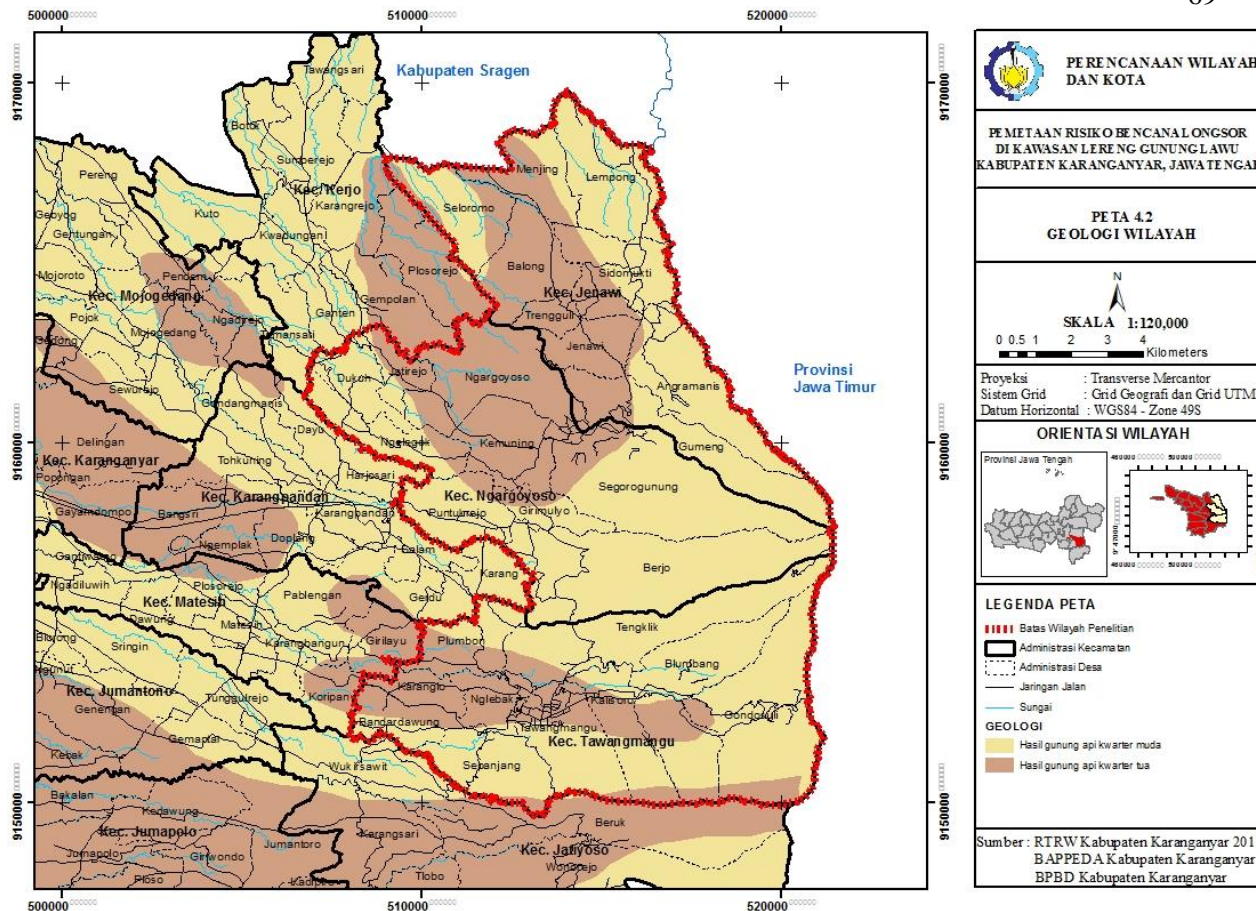 500000
510000
520000
9170000
9160000
9150000
Kabupaten Sragen
Provinsi
Jawa Timur
Tawangsari
Botok
Sumberejo
Kec. Kerjo
Karangrejo
Pereng
Kuto
Kwadungan
Gentungan
Mojoroto
Pendem
Kec. Mojogedang
Pojok
Mojogedang
Ngadirejo
Ganten
Tamansari
Gempolan
Plosorejo
Seloromo
Menjing
Lempong
Balong
Sidomukti
Kec. Jenawi
Trengguli
Jenawi
Anggramanis
Gumeng
Segorogunung
Sewurejo
Gondangmanis
Dukuh
Jatirejo
Ngargoyoso
Dayu
Delingan
Kec. Karanganyar
Popongan
Gayamdompo
Tohkuning
Nglegok
Kemuning
Harjosari
Kec. Karangpandan
Bangsri
Karangpandan
Kec. Ngargoyoso
Puntukrejo
Girimulyo
Ngemplak
Doplang
Salam
Karang
Berjo
Gerdu
Gantiwarno
Ngadiluwih
Plosorejo
Kec. Matesih
Pablengan
Dawung
Matesih
Sringin
Karangbangun
Girilayu
Plumbon
Tengklik
Blumbang
Kec. Jumantono
Genengan
Tunggulrejo
Koripan
Karanglo
Nglebak
Kalisoro
Gondosuli
Bandardawung
Tawangmangu
Kec. Tawangmangu
Gemantar
Kebak
Wukirsawit
Sepanjang
Bakalan
Kedawung
Kec. Jumapolo
Jumapolo
Giriwondo
Jumantoro
Ploso
Karangsari
Beruk
Kec. Jatiyoso
Tlobo
Wonorejo
PERENCANAAN WILAYAH
DAN KOTA
PEMETAAN RISIKO BENCANA LONGSOR
DI KAWASAN LERENG GUNUNG LAWU
KABUPATEN KARANGANYAR, JAWA TENGAH
PETA 4.2
GEOLOGI WILAYAH
N
SKALA 1:120,000
0 0.5 1 2 3 4
Kilometers
Proyeksi : Transverse Mercantor
Sistem Grid : Grid Geografi dan Grid UTM
Datum Horizontal : WGS84 - Zone 49S
ORIENTASI WILAYAH
Provinsi Jawa Tengah
460000 500000
460000 500000
LEGENDA PETA
Batas Wilayah Penelitian
Administrasi Kecamatan
Administrasi Desa
Jaringan Jalan
Sungai
GEOLOGI
Hasil gunung api kwarter muda
Hasil gunung api kwarter tua
Sumber : RTRW Kabupaten Karanganyar 201
BAPPEDA Kabupaten Karanganyar
BPBD Kabupaten Karanganyar